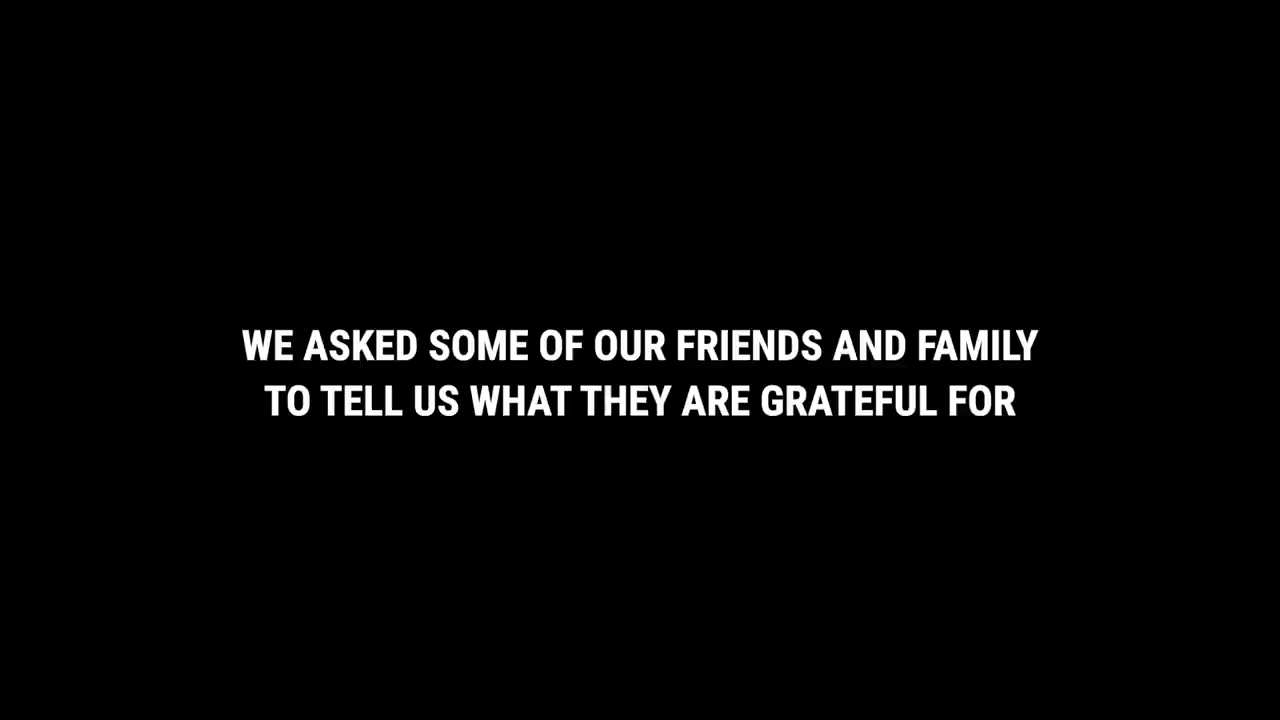 WE ASKED SOME OF OUR FRIENDS AND FAMILY
TO TELL US WHAT THEY ARE GRATEFUL FOR